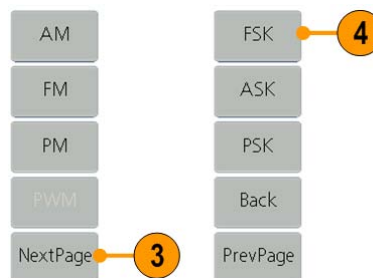 AM
FM
PM
PWM
NextPage
3
FSK
4
ASK
PSK
Back
PrevPage